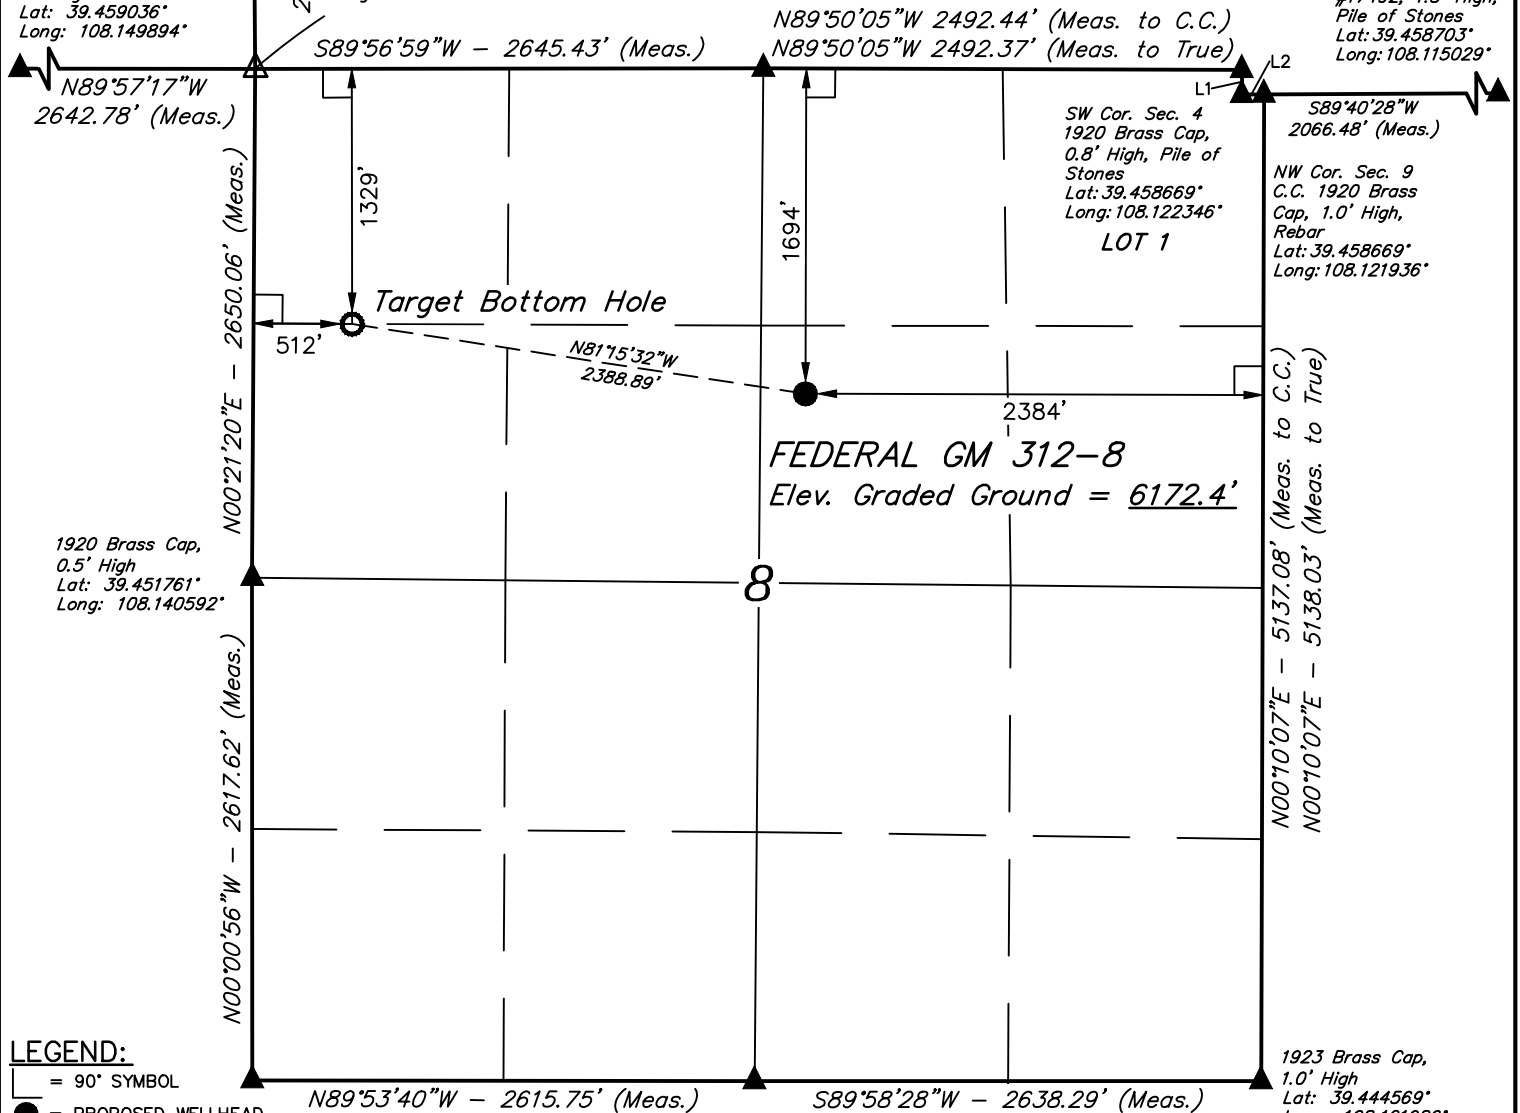 Lat: 39.459036°
Long: 108.149894°
S89°56'59"W - 2645.43' (Meas.)
N89°50'05"W 2492.44' (Meas. to C.C.)
N89°50'05"W 2492.37' (Meas. to True)
Pile of Stones
Lat: 39.458703°
Long: 108.115029°
N89°57'17"W
2642.78' (Meas.)
L1
L2
S89°40'28"W
2066.48' (Meas.)
SW Cor. Sec. 4
1920 Brass Cap,
0.8' High, Pile of
Stones
Lat: 39.458669°
Long: 108.122346°
LOT 1
NW Cor. Sec. 9
C.C. 1920 Brass
Cap, 1.0' High,
Rebar
Lat: 39.458669°
Long: 108.121936°
1329'
1694'
N00°21'20"E - 2650.06' (Meas.)
Target Bottom Hole
512'
N81°15'32"W
2388.89'
2384'
FEDERAL GM 312-8
Elev. Graded Ground = 6172.4'
N00°10'07"E - 5137.08' (Meas. to C.C.)
N00°10'07"E - 5138.03' (Meas. to True)
1920 Brass Cap,
0.5' High
Lat: 39.451761°
Long: 108.140592°
8
N00°00'56"W - 2617.62' (Meas.)
LEGEND:
= 90° SYMBOL
= PROPOSED WELLHEAD
N89°53'40"W - 2615.75' (Meas.)
S89°58'28"W - 2638.29' (Meas.)
1923 Brass Cap,
1.0' High
Lat: 39.444569°